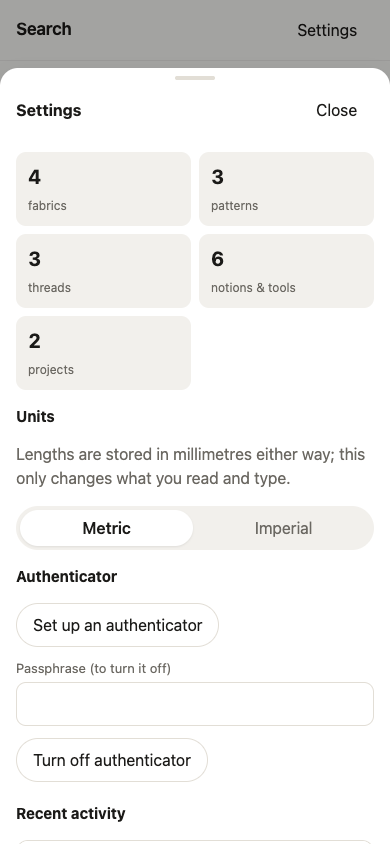 Search
Settings
Settings
Close
4
fabrics
3
patterns
3
threads
6
notions & tools
2
projects
Units
Lengths are stored in millimetres either way; this
only changes what you read and type.
Metric
Imperial
Authenticator
Set up an authenticator
Passphrase (to turn it off)
Turn off authenticator
Recent activity